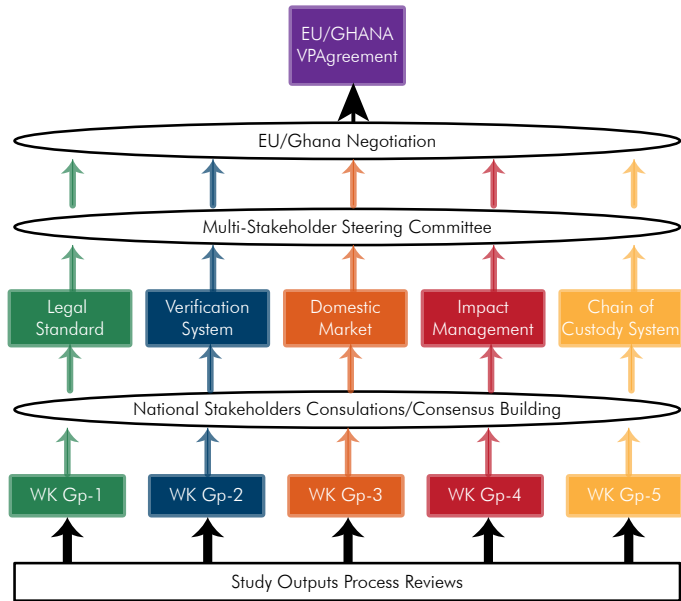 EU/GHANA
VPAgreement
EU/Ghana Negotiation
Multi-Stakeholder Steering Committee
Legal
Standard
Verification
System
Domestic
Market
Impact
Management
Chain of
Custody System
National Stakeholders Consulations/Consensus Building
WK Gp-1
WK Gp-2
WK Gp-3
WK Gp-4
WK Gp-5
Study Outputs Process Reviews